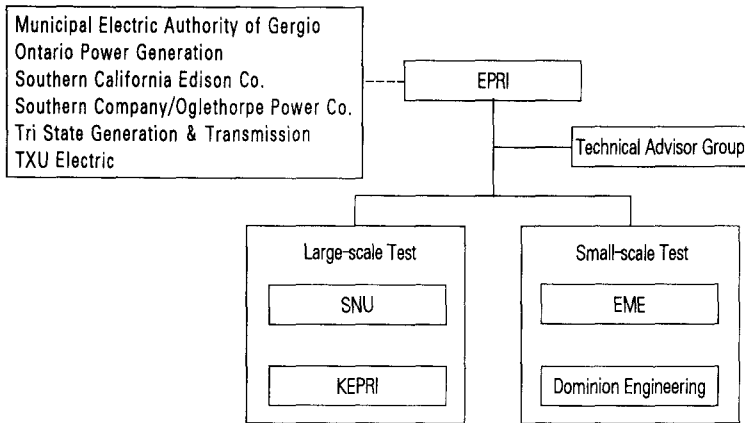 Municipal Electric Authority of Gergio
Ontario Power Generation
Southern California Edison Co.
Southern Company/Oglethorpe Power Co.
Tri State Generation & Transmission
TXU Electric
EPRI
Technical Advisor Group
Large-scale Test
SNU
KEPRI
Small-scale Test
EME
Dominion Engineering